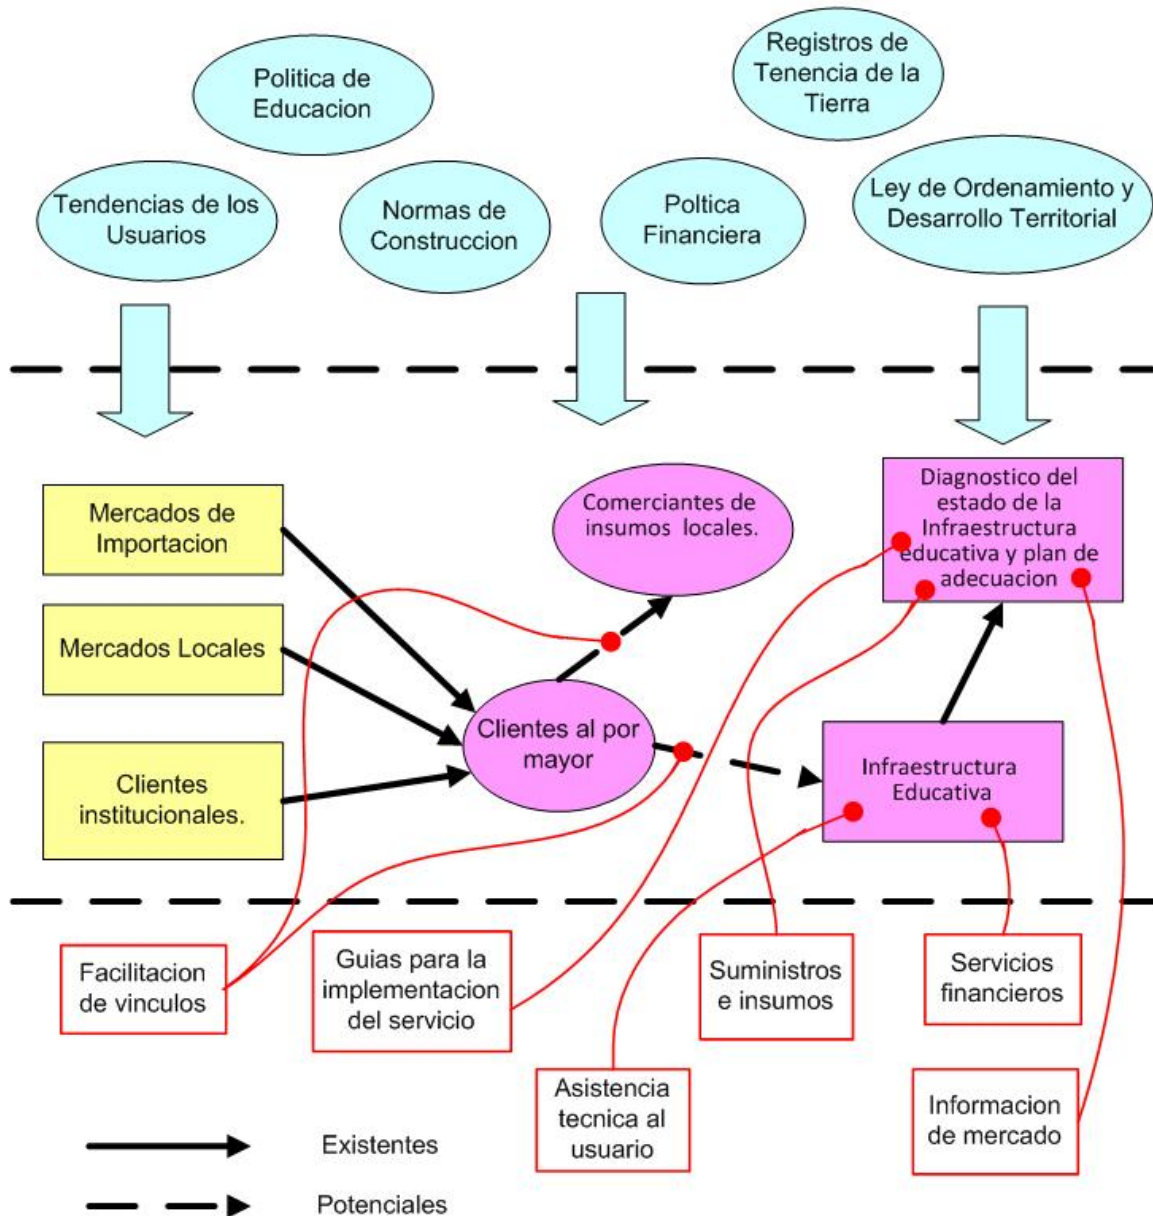 Politica de
Educacion
Registros de
Tenencia de la
Tierra
Tendencias de los
Usuarios
Normas de
Construccion
Poltica
Financiera
Ley de Ordenamiento y
Desarrollo Territorial
Mercados de
Importacion
Mercados Locales
Clientes
institucionales.
Comerciantes de
insumos locales.
Clientes al por
mayor
Diagnostico del
estado de la
Infraestructura
educativa y plan de
adecuacion
Infraestructura
Educativa
Facilitacion
de vinculos
Guias para la
implementacion
del servicio
Asistencia
tecnica al
usuario
Suministros
e insumos
Servicios
financieros
Informacion
de mercado
Existentes
Potenciales